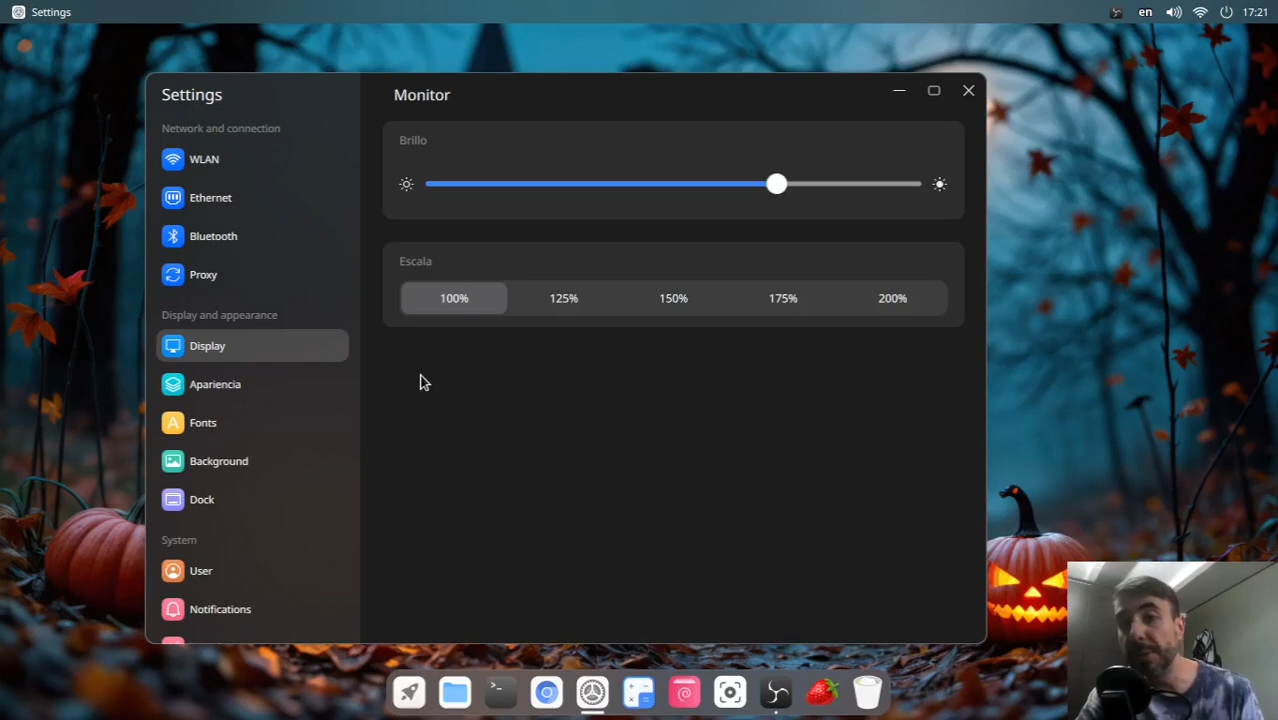 Settings
en
17:21
Settings
Network and connection
WLAN
Ethernet
Bluetooth
Proxy
Display and appearance
Display
Apariencia
Fonts
Background
Dock
System
User
Notifications
Monitor
Brillo
Escala
100% 125% 150% 175% 200%